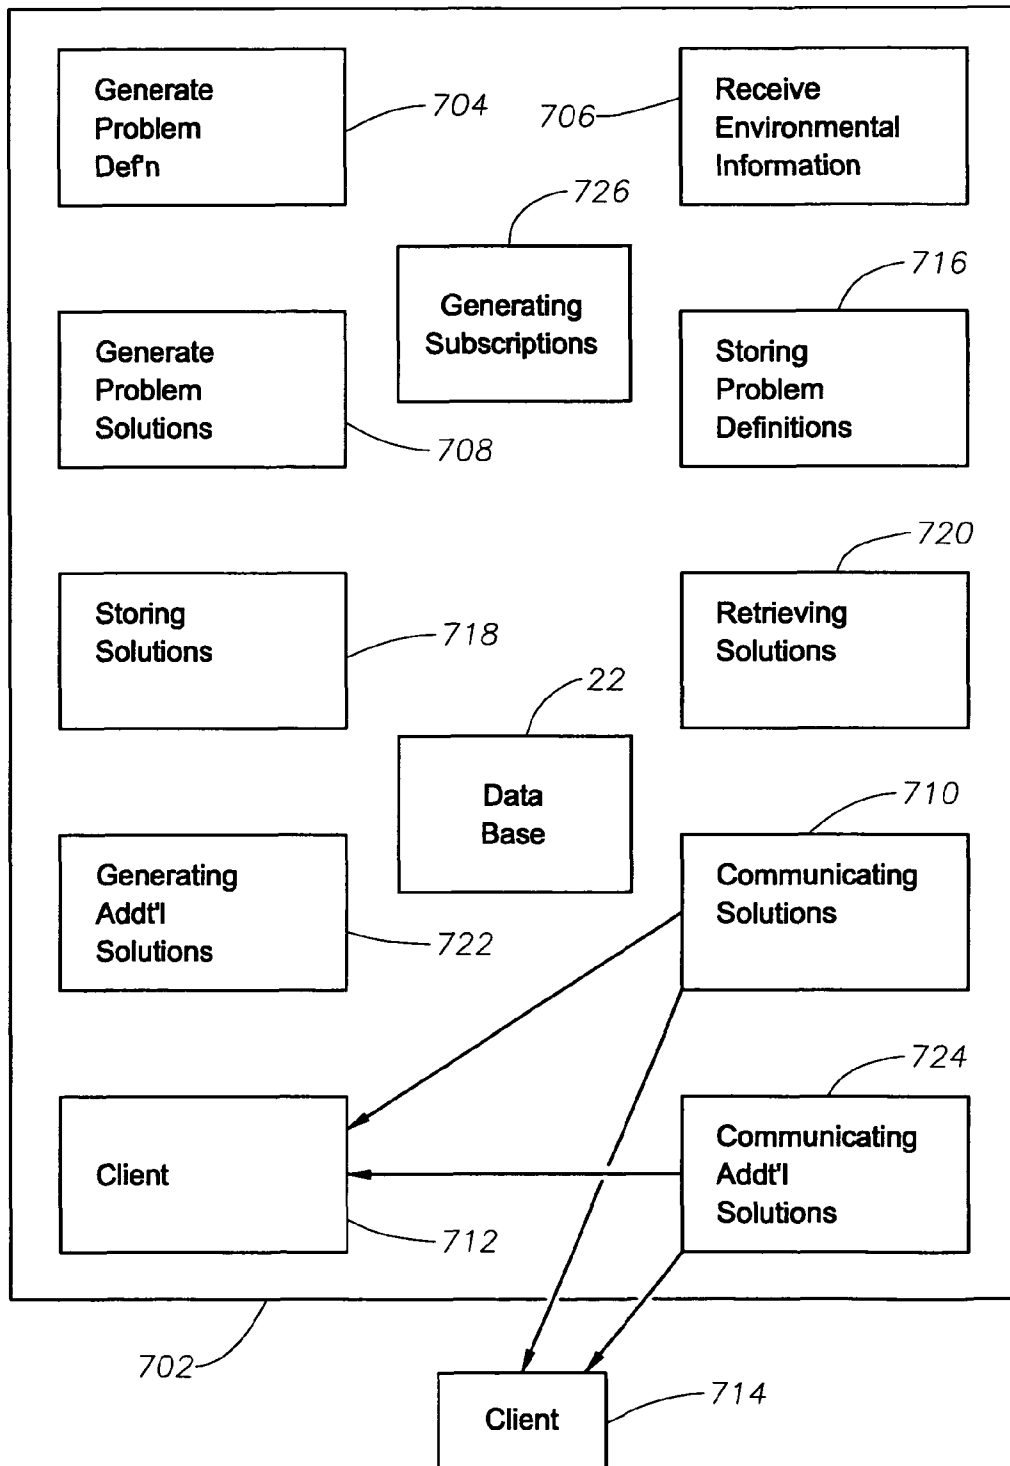 Generate
Problem
Def'n
704
706
Receive
Environmental
Information
726
Generating
Subscriptions
716
Generate
Problem
Solutions
708
Storing
Problem
Definitions
720
Storing
Solutions
718
Retrieving
Solutions
22
Data
Base
710
Generating
Addt'l
Solutions
722
Communicating
Solutions
724
Client
712
Communicating
Addt'l
Solutions
702
Client
714